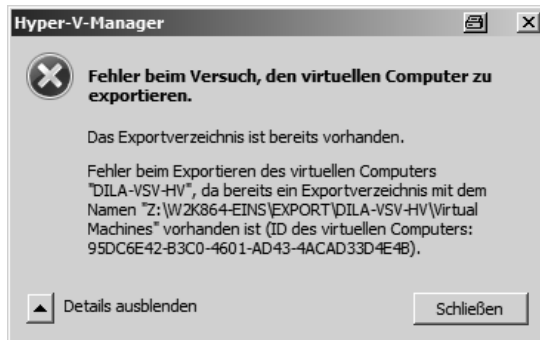 Hyper-V-Manager
Fehler beim Versuch, den virtuellen Computer zu
exportieren.
Das Exportverzeichnis ist bereits vorhanden.
Fehler beim Exportieren des virtuellen Computers
"DILA-VSV-HV", da bereits ein Exportverzeichnis mit dem
Namen "Z:\W2K864-EINS\EXPORT\DILA-VSV-HV\Virtual
Machines" vorhanden ist (ID des virtuellen Computers:
95DC6E42-B3C0-4601-AD43-4ACAD33D4E4B).
Details ausblenden
Schließen